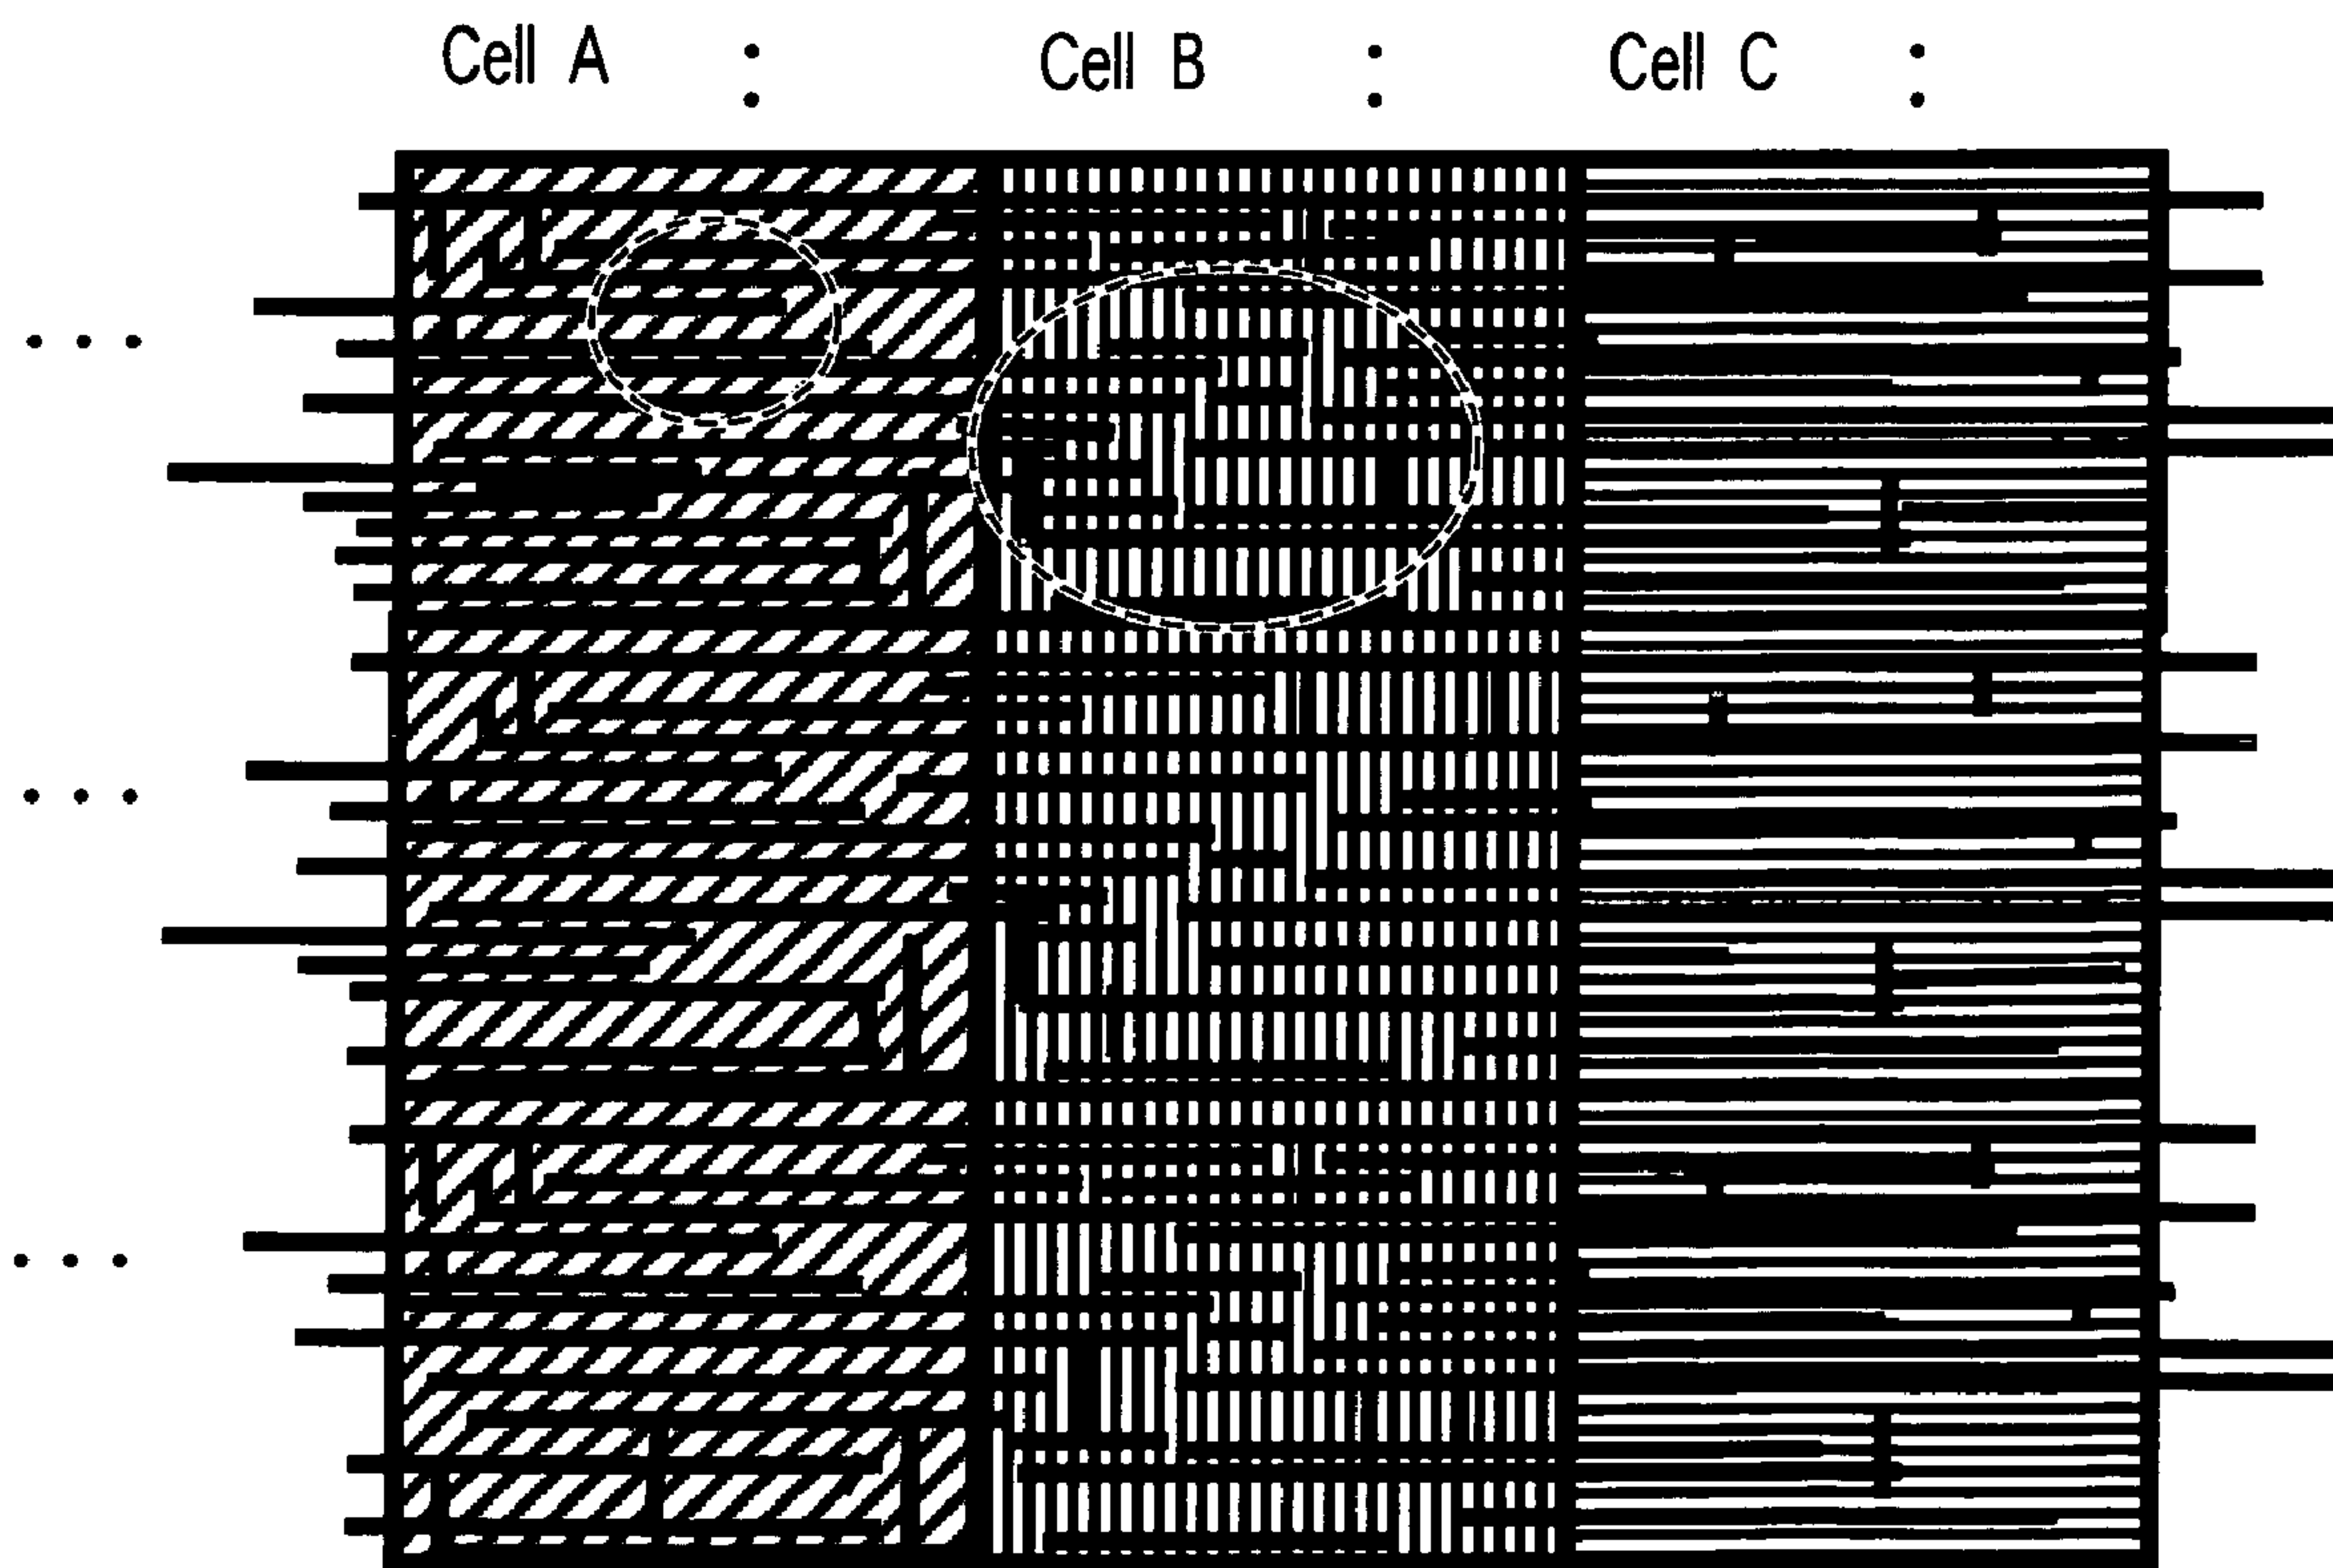 Cell A : Cell B : Cell C :
. . .
. . .
. . .